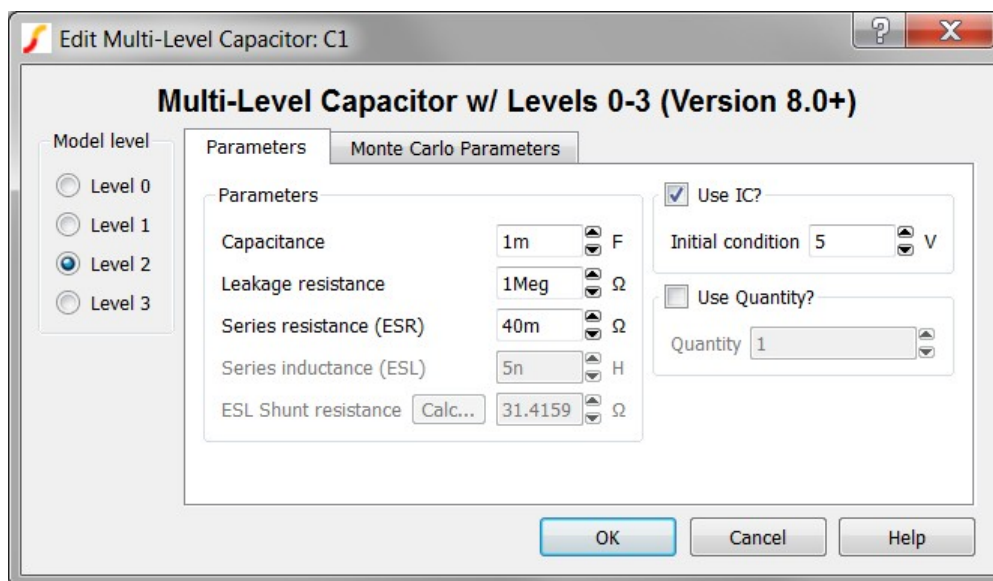 Edit Multi-Level Capacitor: C1
Multi-Level Capacitor w/ Levels 0-3 (Version 8.0+)
Model level
Level 0
Level 1
Level 2
Level 3
Parameters
Monte Carlo Parameters
Parameters
Capacitance 1m F
Leakage resistance 1Meg Ω
Series resistance (ESR) 40m Ω
Series inductance (ESL) 5n H
ESL Shunt resistance Calc... 31.4159 Ω
Use IC?
Initial condition 5 V
Use Quantity?
Quantity 1
OK Cancel Help